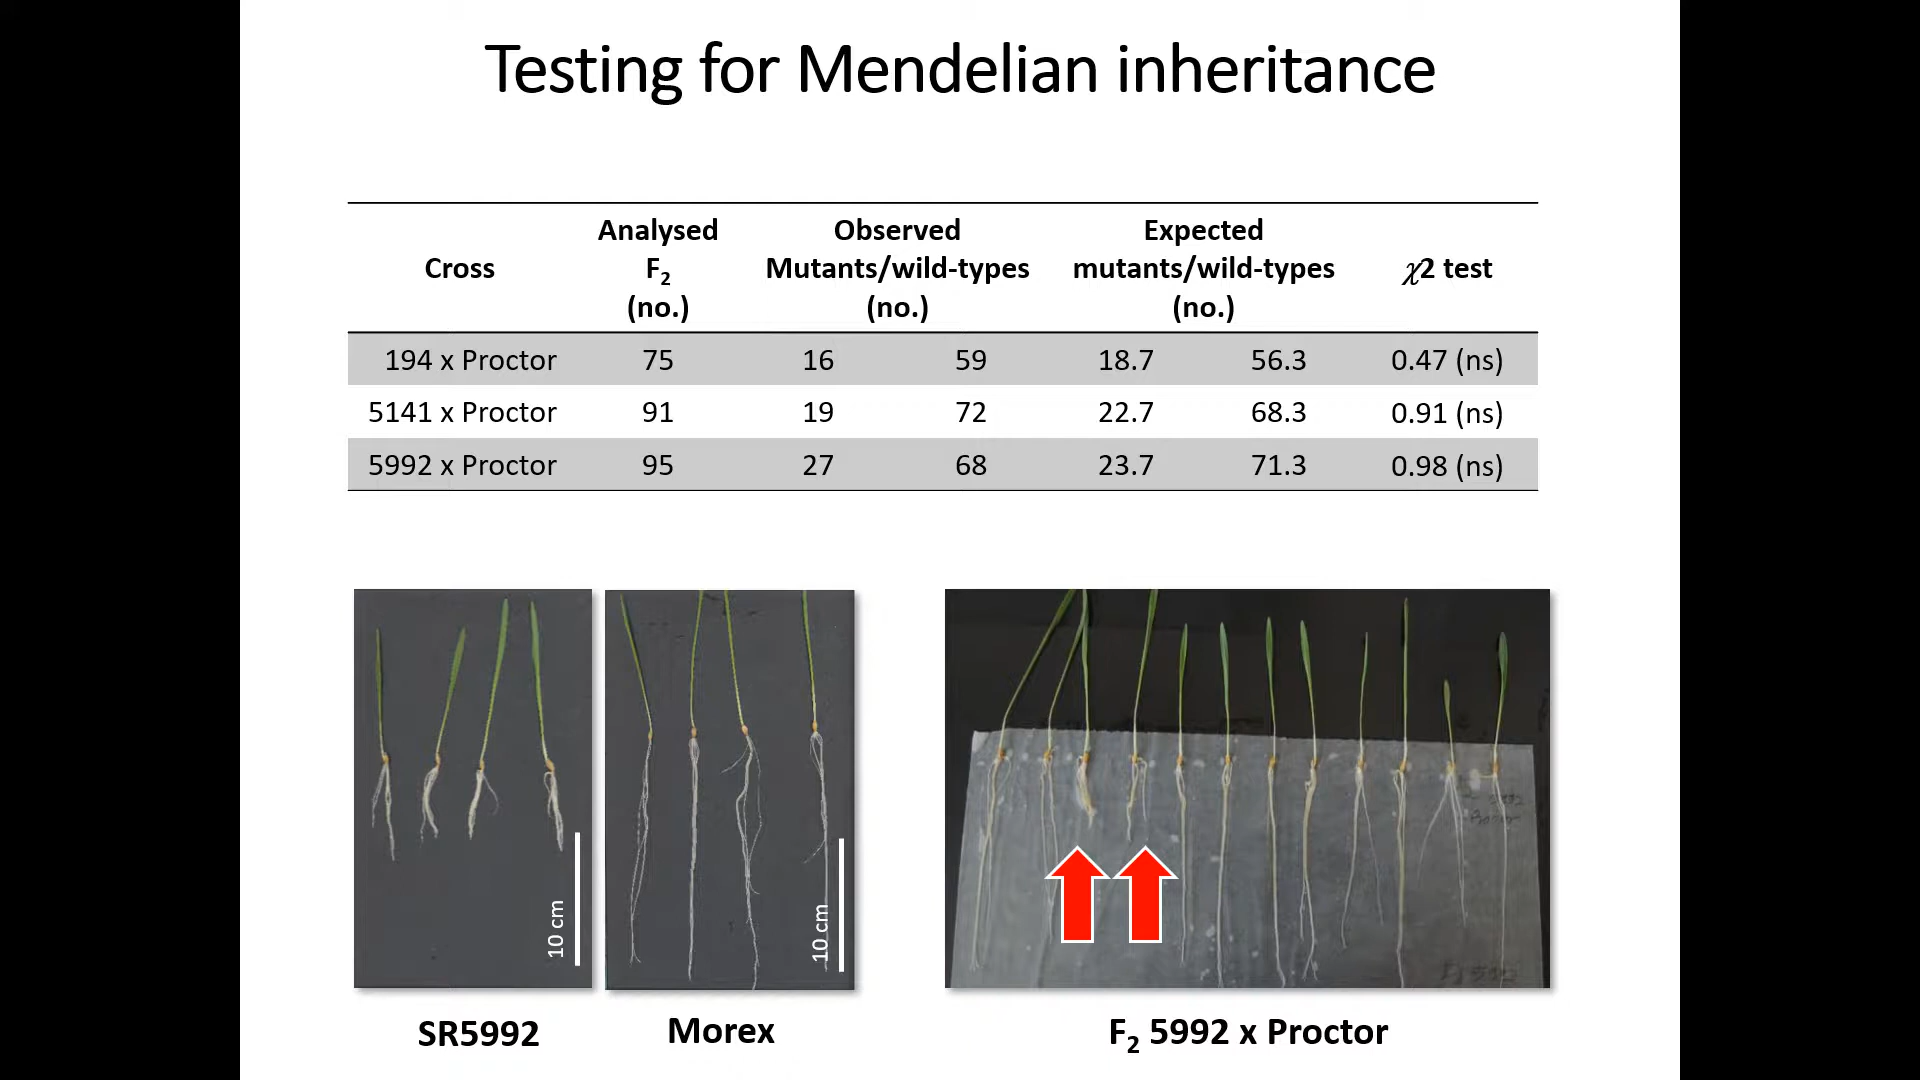 Testing for Mendelian inheritance
Cross
Analysed
F2
(no.)
Observed
Mutants/wild-types
(no.)
Expected
mutants/wild-types
(no.)
χ2 test
194 x Proctor 75 16 59 18.7 56.3 0.47 (ns)
5141 x Proctor 91 19 72 22.7 68.3 0.91 (ns)
5992 x Proctor 95 27 68 23.7 71.3 0.98 (ns)
10 cm
10 cm
SR5992
Morex
F2 5992 x Proctor